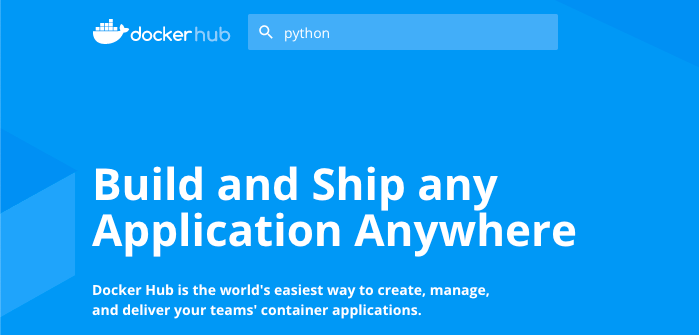 docker hub
python
Build and Ship any
Application Anywhere
Docker Hub is the world's easiest way to create, manage,
and deliver your teams' container applications.